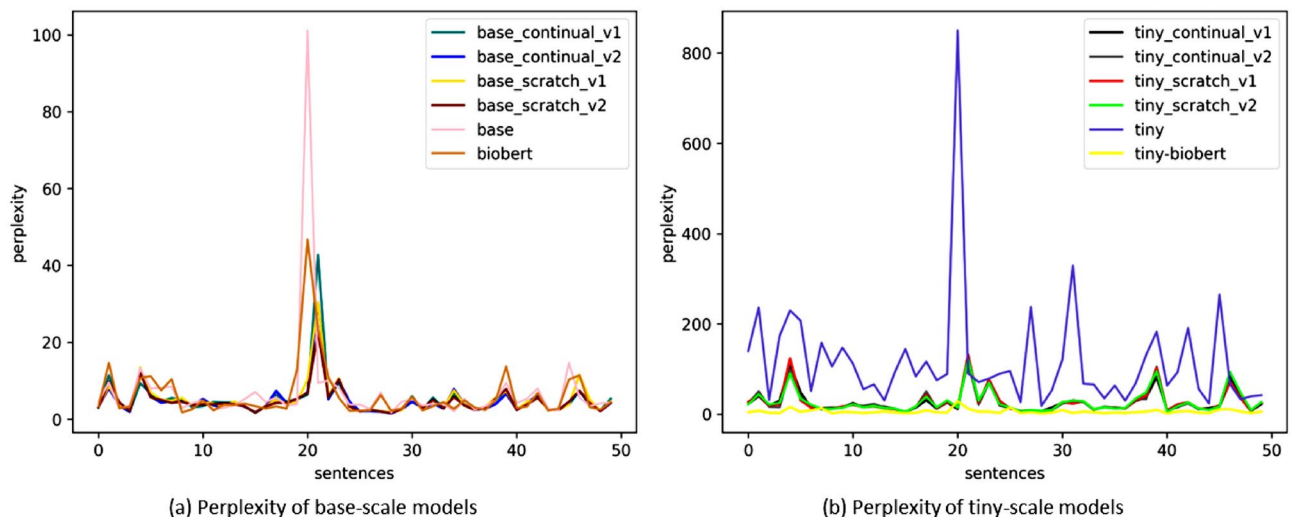 100
80
60
40
20
0
perplexity
0 10 20 30 40 50
sentences
base_continual_v1
base_continual_v2
base_scratch_v1
base_scratch_v2
base
biobert
(a) Perplexity of base-scale models
800
600
400
200
0
perplexity
0 10 20 30 40 50
sentences
tiny_continual_v1
tiny_continual_v2
tiny_scratch_v1
tiny_scratch_v2
tiny
tiny-biobert
(b) Perplexity of tiny-scale models